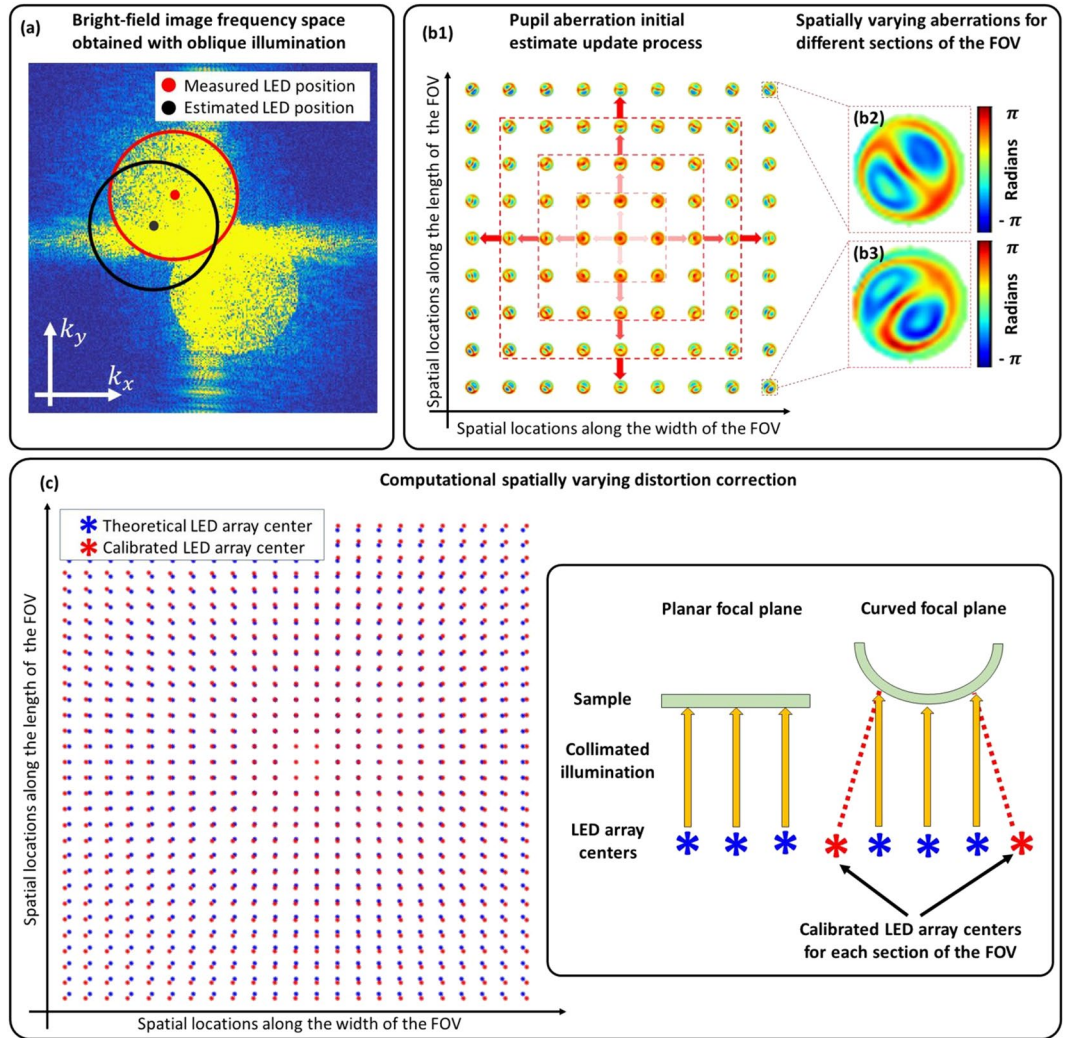 (a)
Bright-field image frequency space
obtained with oblique illumination
Measured LED position
Estimated LED position
k_y
k_x
(b1)
Pupil aberration initial
estimate update process
Spatially varying aberrations for
different sections of the FOV
Spatial locations along the length of the FOV
Spatial locations along the width of the FOV
(b2)
π
Radians
- π
(b3)
π
Radians
- π
(c)
Computational spatially varying distortion correction
Theoretical LED array center
Calibrated LED array center
Spatial locations along the length of the FOV
Spatial locations along the width of the FOV
Planar focal plane
Curved focal plane
Sample
Collimated
illumination
LED array
centers
Calibrated LED array centers
for each section of the FOV